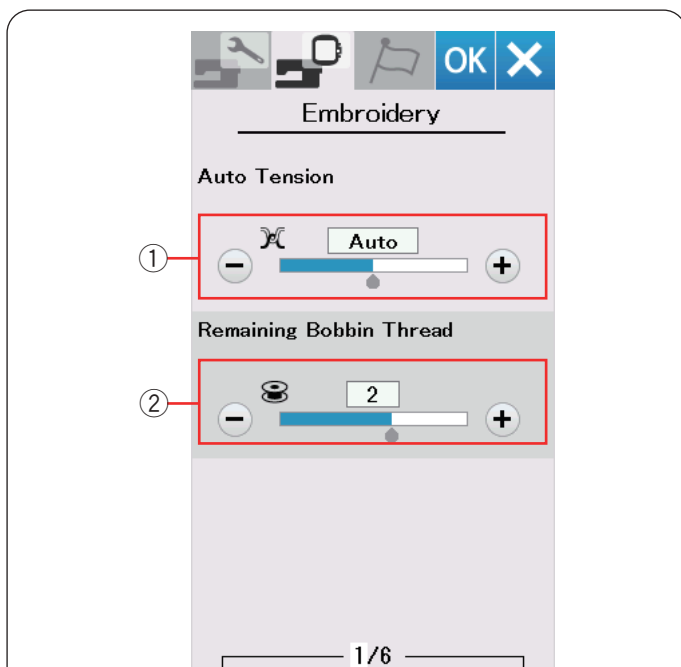 OK
Embroidery
Auto Tension
① Auto
Remaining Bobbin Thread
② 2
1/6